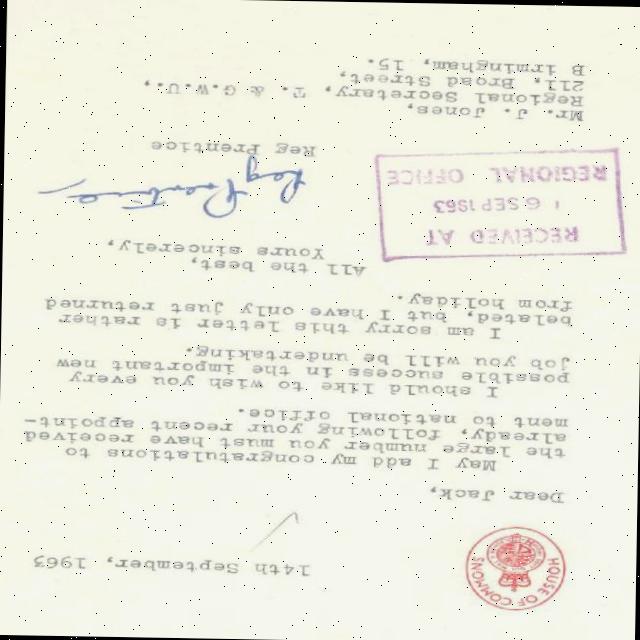 HOUSE OF COMMONS
14th September, 1963
Dear Jack,
May I add my congratulations to
the large number you must have received
already, following your recent appoint-
ment to national office.
I should like to wish you every
possible success in the important new
job you will be undertaking.
I am sorry this letter is rather
belated, but I have only just returned
from holiday.
All the best,
Yours sincerely,
Reg Prentice
Reg Prentice
RECEIVED AT
16 SEP 1963
REGIONAL OFFICE
Mr. J. Jones,
Regional Secretary, T. & G.W.U.,
211, Broad Street,
B irmingham, 15.